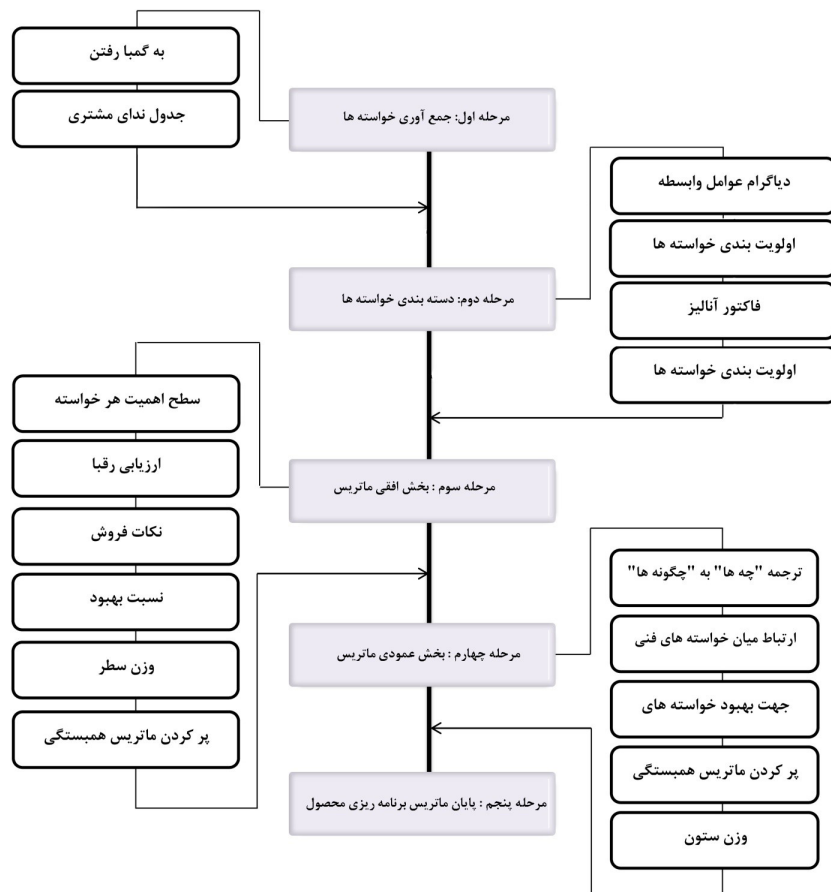 مرحله اول: جمع آوری خواسته ها
به گمبا رفتن
جدول ندای مشتری
مرحله دوم: دسته بندی خواسته ها
دیاگرام عوامل وابسطه
اولویت بندی خواسته ها
فاکتور آنالیز
اولویت بندی خواسته ها
مرحله سوم : بخش افقی ماتریس
سطح اهمیت هر خواسته
ارزیابی رقبا
نکات فروش
نسبت بهبود
وزن سطر
پر کردن ماتریس همبستگی
مرحله چهارم : بخش عمودی ماتریس
ترجمه "چه ها" به "چگونه ها"
ارتباط میان خواسته های فنی
جهت بهبود خواسته های
پر کردن ماتریس همبستگی
وزن ستون
مرحله پنجم : پایان ماتریس برنامه ریزی محصول